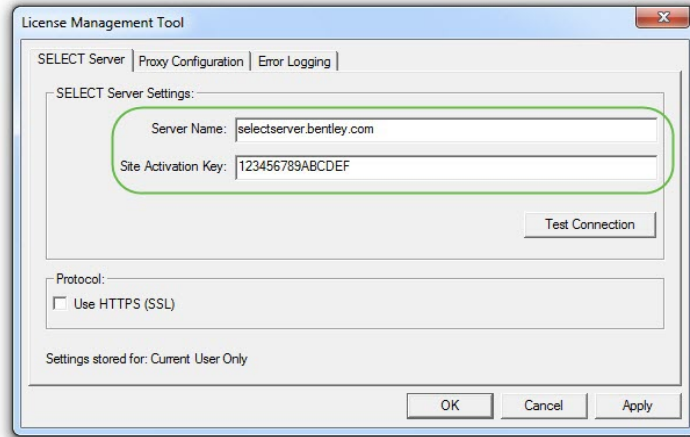 License Management Tool
SELECT Server Proxy Configuration Error Logging
SELECT Server Settings:
Server Name: selectserver.bentley.com
Site Activation Key: 123456789ABCDEF
Test Connection
Protocol:
Use HTTPS (SSL)
Settings stored for: Current User Only
OK Cancel Apply